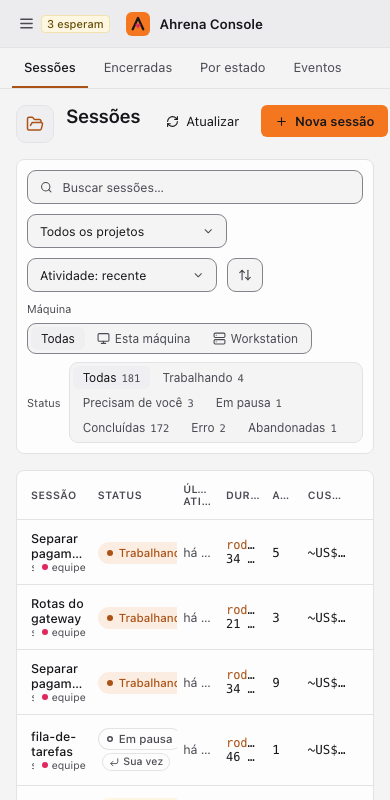 3 esperam
Ahrena Console
Sessões
Encerradas
Por estado
Eventos
Sessões
Atualizar
Nova sessão
Buscar sessões...
Todos os projetos
Atividade: recente
Máquina
Todas
Esta máquina
Workstation
Status
Todas 181
Trabalhando 4
Precisam de você 3
Em pausa 1
Concluídas 172
Erro 2
Abandonadas 1
SESSÃO
STATUS
ÚL...
ATI...
DUR...
A...
CUS...
Separar
pagam...
equipe
Trabalhand
há ...
rod...
34 ...
5
~US$...
Rotas do
gateway
equipe
Trabalhand
há ...
rod...
21 ...
3
~US$...
Separar
pagam...
equipe
Trabalhand
há ...
rod...
34 ...
9
~US$...
fila-de-
tarefas
equipe
Em pausa
Sua vez
há ...
rod...
46 ...
1
~US$...